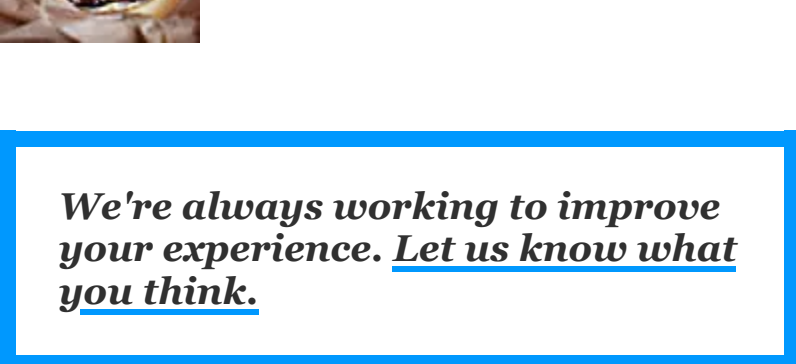 We're always working to improve
your experience. Let us know what
you think.